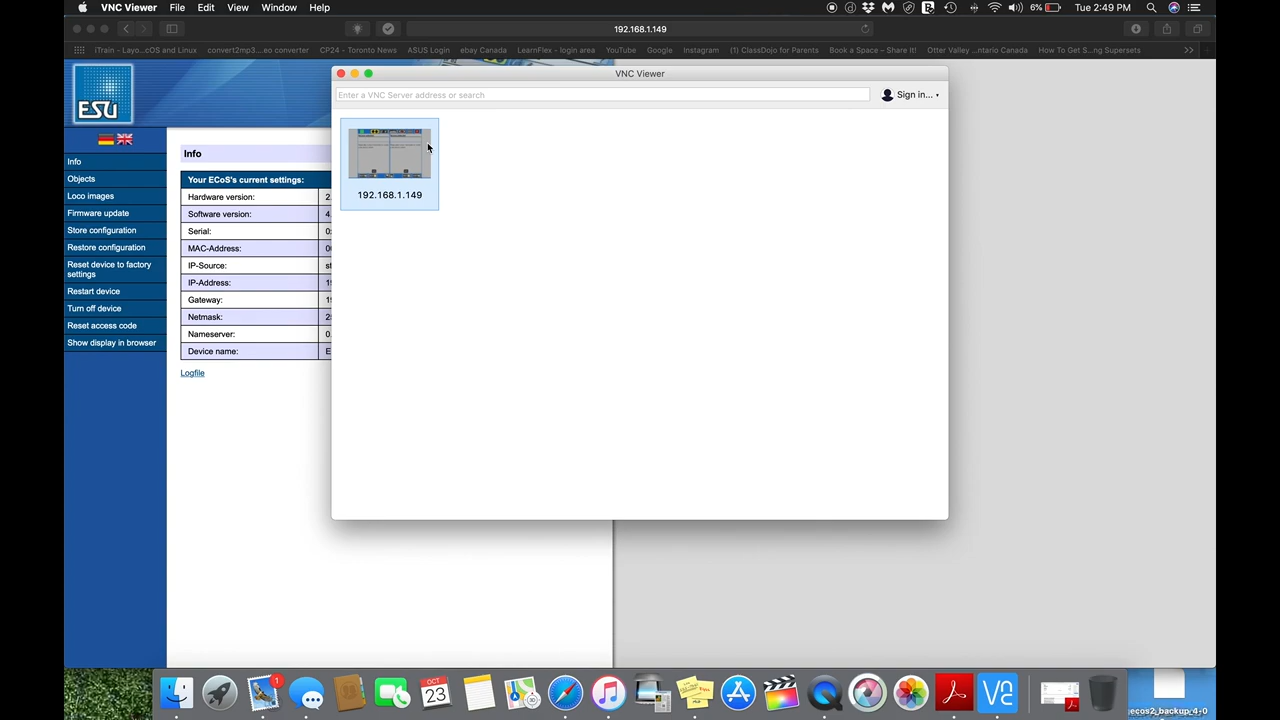 VNC Viewer File Edit View Window Help
6% Tue 2:49 PM
192.168.1.149
iTrain - Layo...cOS and Linux convert2mp3....eo converter CP24 - Toronto News ASUS Login ebay Canada LearnFlex - login area YouTube Google Instagram (1) ClassDojo for Parents Book a Space – Share It! Otter Valley ...ntario Canada How To Get S...ng Supersets
ESU
VNC Viewer
Enter a VNC Server address or search
Sign in...
192.168.1.149
Info
Objects
Loco images
Firmware update
Store configuration
Restore configuration
Reset device to factory
settings
Restart device
Turn off device
Reset access code
Show display in browser
Info
Your ECoS's current settings:
Hardware version: 2.
Software version: 4.
Serial:
MAC-Address:
IP-Source:
IP-Address:
Gateway:
Netmask:
Nameserver:
Device name:
Logfile
1
OCT
23
VE
ecos2_backup_4-0